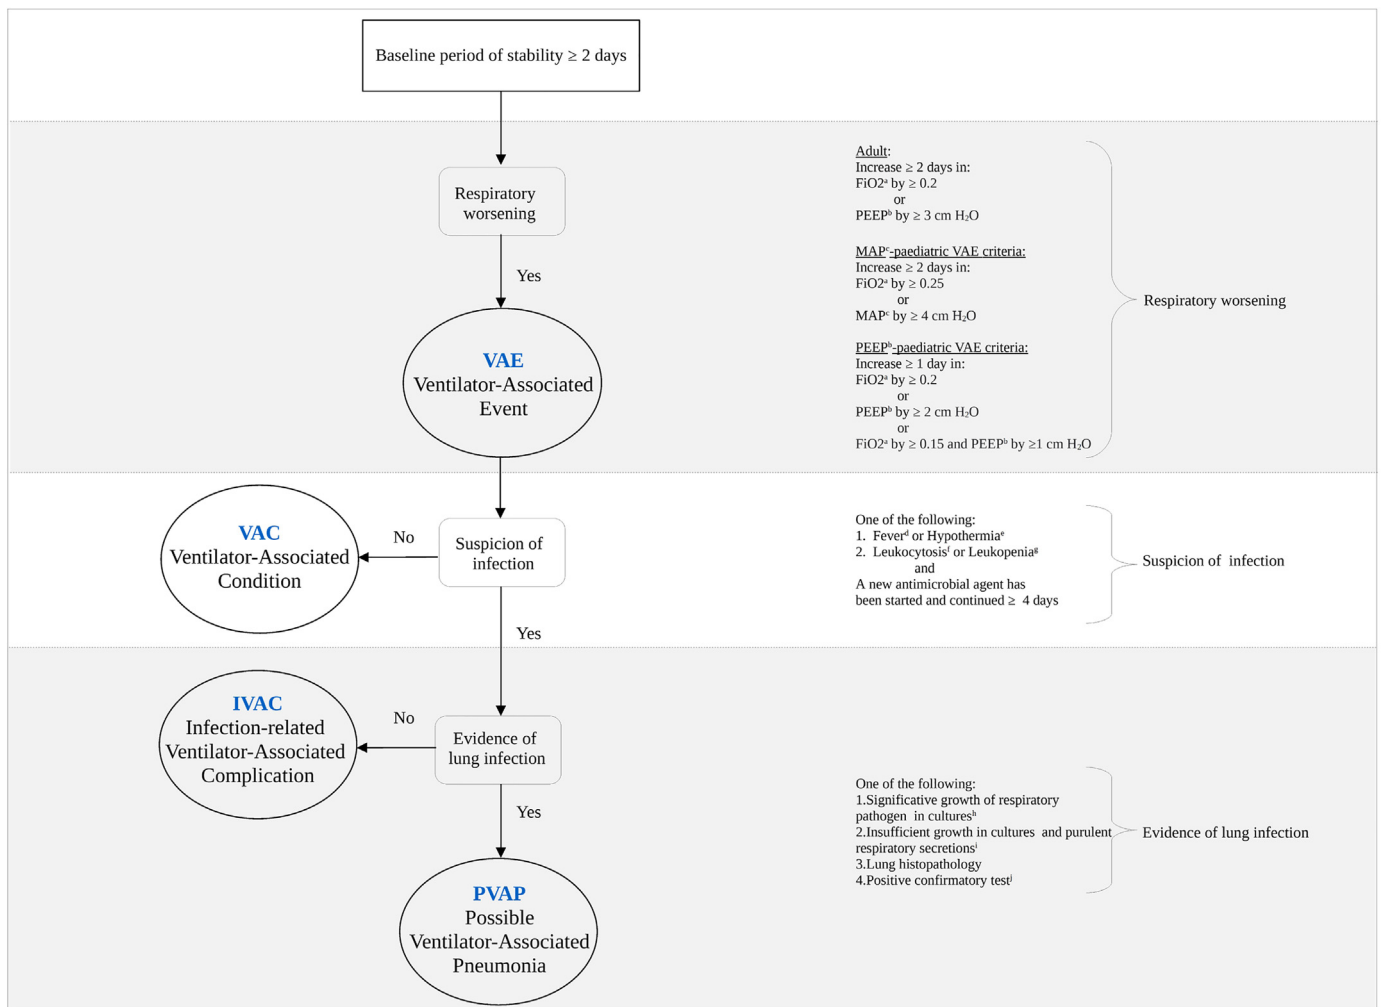 Baseline period of stability ≥ 2 days
Respiratory
worsening
Yes
VAE
Ventilator-Associated
Event
Adult:
Increase ≥ 2 days in:
FiO2ᵃ by ≥ 0.2
or
PEEPᵇ by ≥ 3 cm H₂O
MAPᶜ-paediatric VAE criteria:
Increase ≥ 2 days in:
FiO2ᵃ by ≥ 0.25
or
MAPᶜ by ≥ 4 cm H₂O
PEEPᵇ-paediatric VAE criteria:
Increase ≥ 1 day in:
FiO2ᵃ by ≥ 0.2
or
PEEPᵇ by ≥ 2 cm H₂O
or
FiO2ᵃ by ≥ 0.15 and PEEPᵇ by ≥1 cm H₂O
Respiratory worsening
VAC
Ventilator-Associated
Condition
No
Suspicion of
infection
Yes
One of the following:
1. Feverᵈ or Hypothermiaᵉ
2. Leukocytosisᶠ or Leukopeniaᵍ
and
A new antimicrobial agent has
been started and continued ≥ 4 days
Suspicion of infection
IVAC
Infection-related
Ventilator-Associated
Complication
No
Evidence of
lung infection
Yes
PVAP
Possible
Ventilator-Associated
Pneumonia
One of the following:
1.Significative growth of respiratory
pathogen in culturesʰ
2.Insufficient growth in cultures and purulent
respiratory secretionsⁱ
3.Lung histopathology
4.Positive confirmatory testʲ
Evidence of lung infection